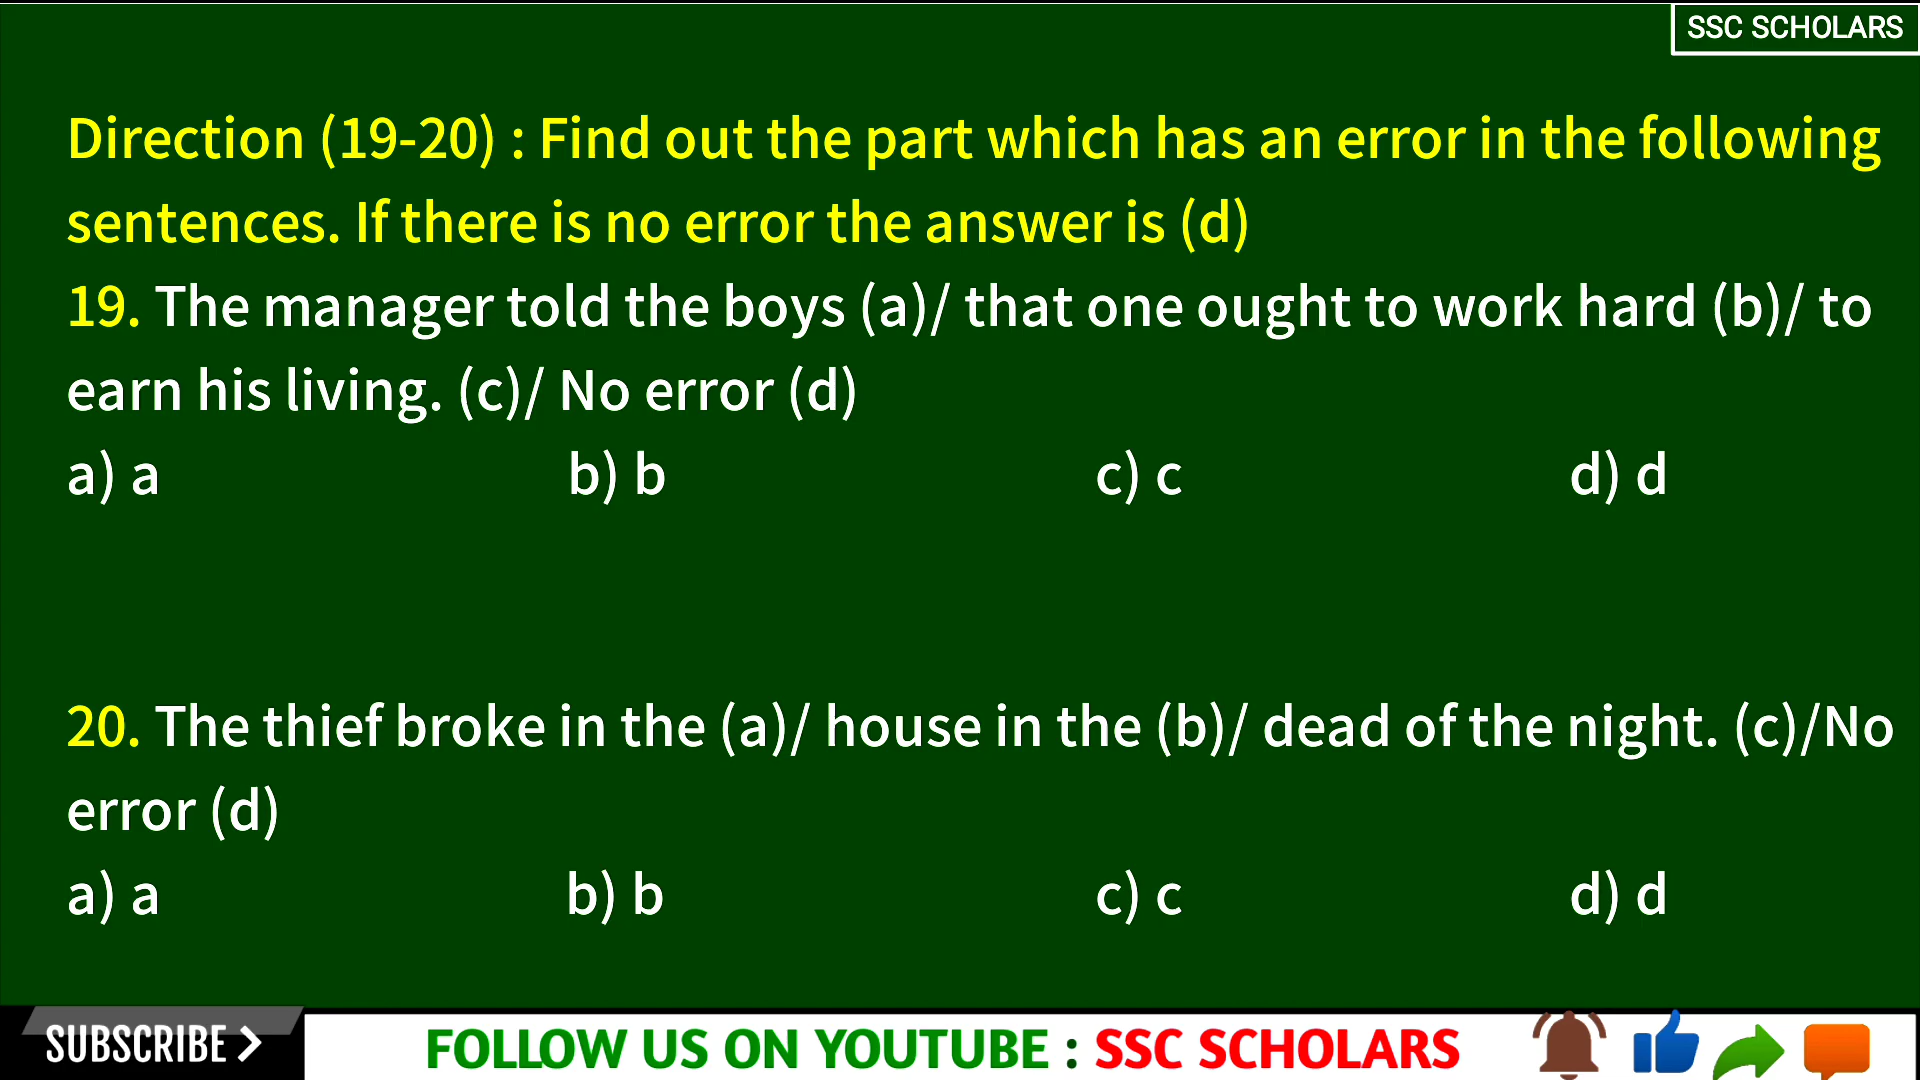 SSC SCHOLARS
Direction (19-20) : Find out the part which has an error in the following
sentences. If there is no error the answer is (d)
19. The manager told the boys (a)/ that one ought to work hard (b)/ to
earn his living. (c)/ No error (d)
a) a b) b c) c d) d
20. The thief broke in the (a)/ house in the (b)/ dead of the night. (c)/No
error (d)
a) a b) b c) c d) d
SUBSCRIBE FOLLOW US ON YOUTUBE : SSC SCHOLARS